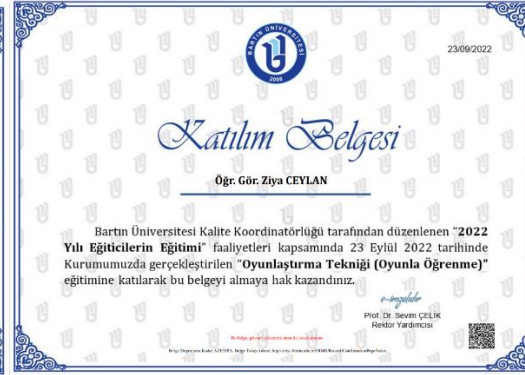 BARTIN ÜNİVERSİTESİ
2008
23/09/2022
Katılım Belgesi
Öğr. Gör. Ziya CEYLAN
Bartın Üniversitesi Kalite Koordinatörlüğü tarafından düzenlenen “2022
Yılı Eğiticilerin Eğitimi” faaliyetleri kapsamında 23 Eylül 2022 tarihinde
Kurumumuzda gerçekleştirilen “Oyunlaştırma Tekniği (Oyunla Öğrenme)”
eğitimine katılarak bu belgeyi almaya hak kazandınız.
e-imzalıdır
Prof. Dr. Sevim ÇELİK
Rektör Yardımcısı